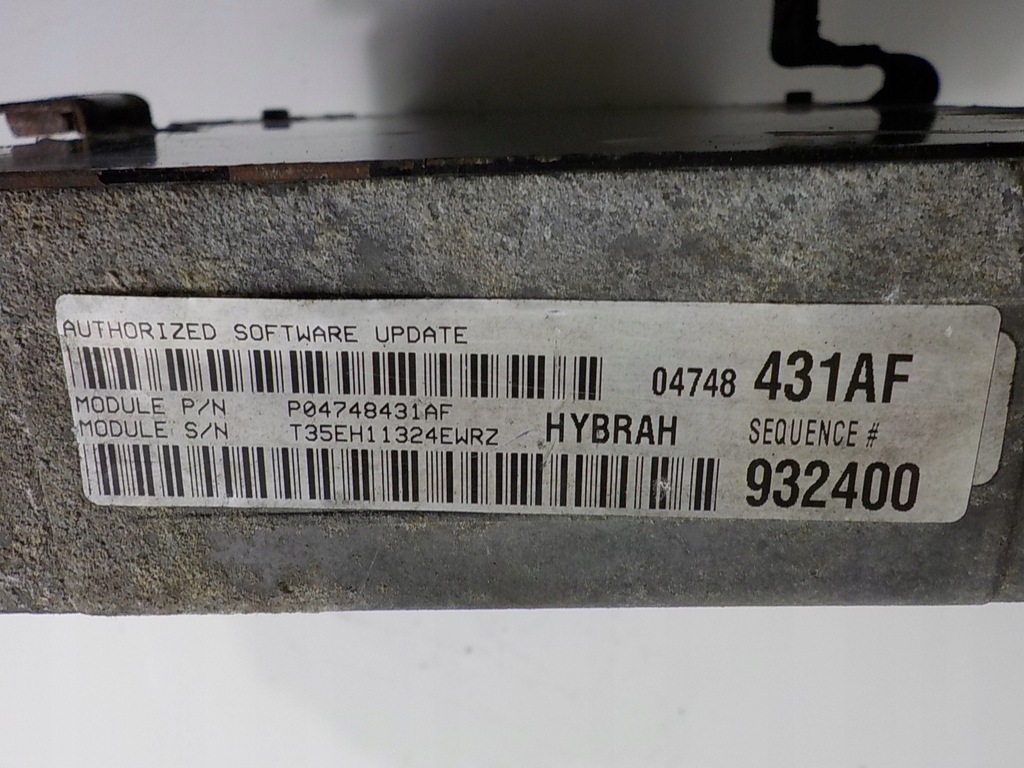 AUTHORIZED SOFTWARE UPDATE
04748 431AF
MODULE P/N P04748431AF
MODULE S/N T35EH11324EWRZ
HYBRAH
SEQUENCE #
932400